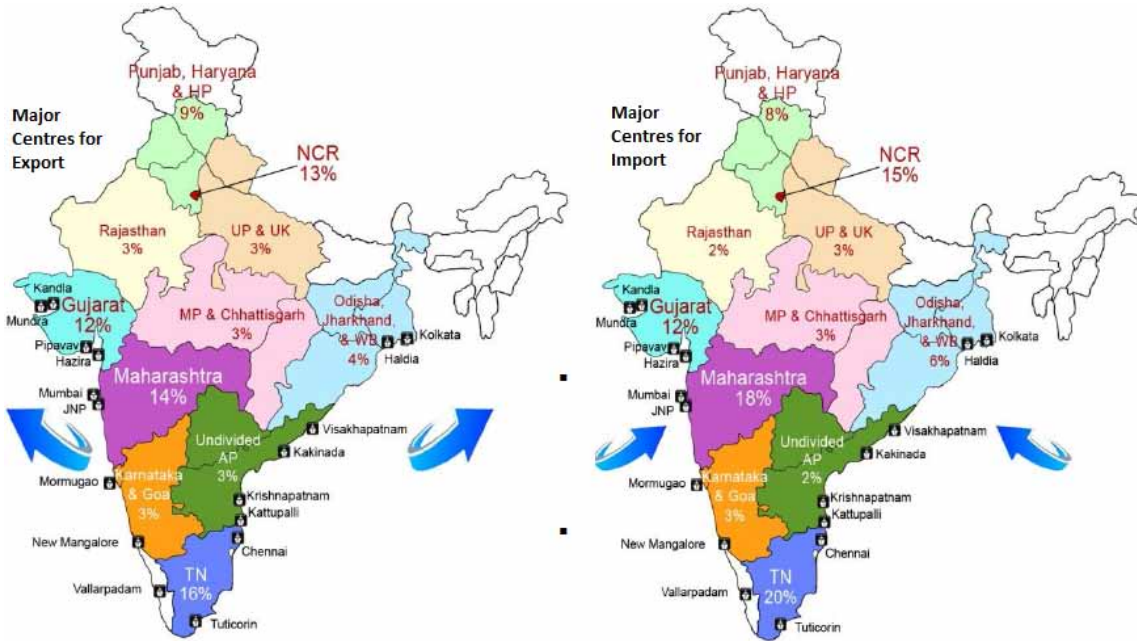 Major
Centres for
Export
Punjab, Haryana
& HP
9%
NCR
13%
Rajasthan
3%
UP & UK
3%
Kandla
Mundra
Gujarat
12%
Pipavav
Hazira
MP & Chhattisgarh
3%
Odisha,
Jharkhand,
& WB
4%
Kolkata
Haldia
Maharashtra
14%
Mumbai
JNP
Undivided
AP
3%
Visakhapatnam
Kakinada
Mormugao
Karnataka
& Goa
3%
Krishnapatnam
Kattupalli
New Mangalore
Chennai
Vallarpadam
TN
16%
Tuticorin
Major
Centres for
Import
Punjab, Haryana
& HP
8%
NCR
15%
Rajasthan
2%
UP & UK
3%
Kandla
Mundra
Gujarat
12%
Pipavav
Hazira
MP & Chhattisgarh
3%
Odisha,
Jharkhand,
& WB
6%
Kolkata
Haldia
Maharashtra
18%
Mumbai
JNP
Undivided
AP
2%
Visakhapatnam
Kakinada
Mormugao
Karnataka
& Goa
3%
Krishnapatnam
Kattupalli
New Mangalore
Chennai
Vallarpadam
TN
20%
Tuticorin